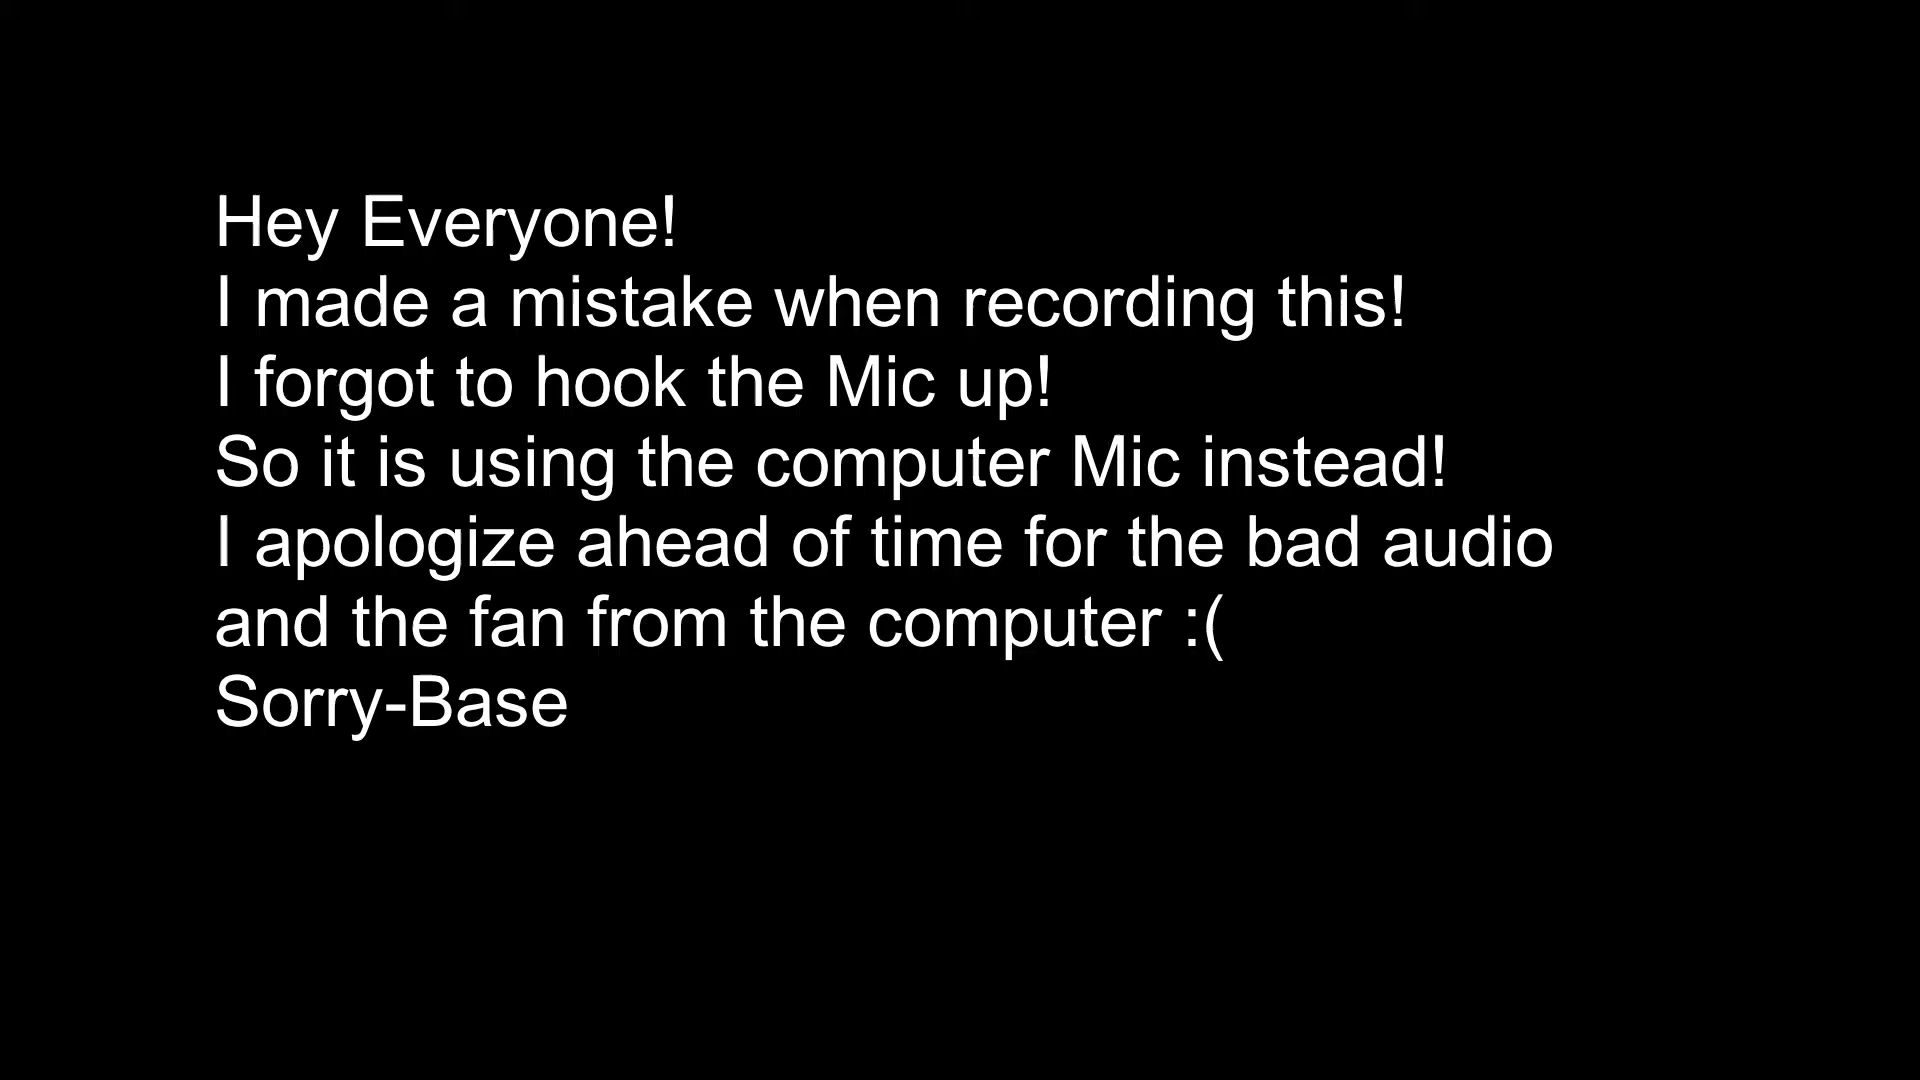 Hey Everyone!
I made a mistake when recording this!
I forgot to hook the Mic up!
So it is using the computer Mic instead!
I apologize ahead of time for the bad audio
and the fan from the computer :(
Sorry-Base